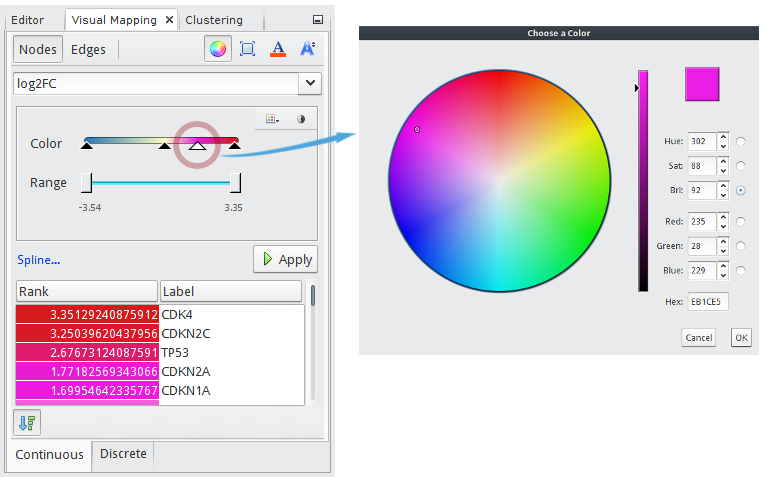 Editor
Visual Mapping
Clustering
Nodes
Edges
A
A
log2FC
Color
Range
-3.54
3.35
Spline...
Apply
Rank
Label
3.35129240875912
CDK4
3.25039620437956
CDKN2C
2.67673124087591
TP53
1.77182569343066
CDKN2A
1.69954642335767
CDKN1A
Continuous
Discrete
Choose a Color
Hue:
302
Sat:
88
Bri:
92
Red:
235
Green:
28
Blue:
229
Hex:
EB1CE5
Cancel
OK